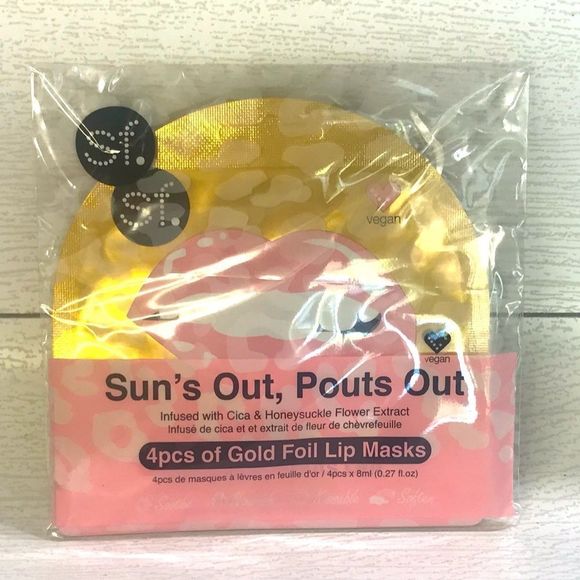 sf.
sf.
vegan
vegan
Sun's Out, Pouts Out
Infused with Cica & Honeysuckle Flower Extract
Infusé de cica et et extrait de fleur de chèvrefeuille
4pcs of Gold Foil Lip Masks
4pcs de masques à lèvres en feuille d'or / 4pcs x 8ml (0.27 fl.oz)
Soften